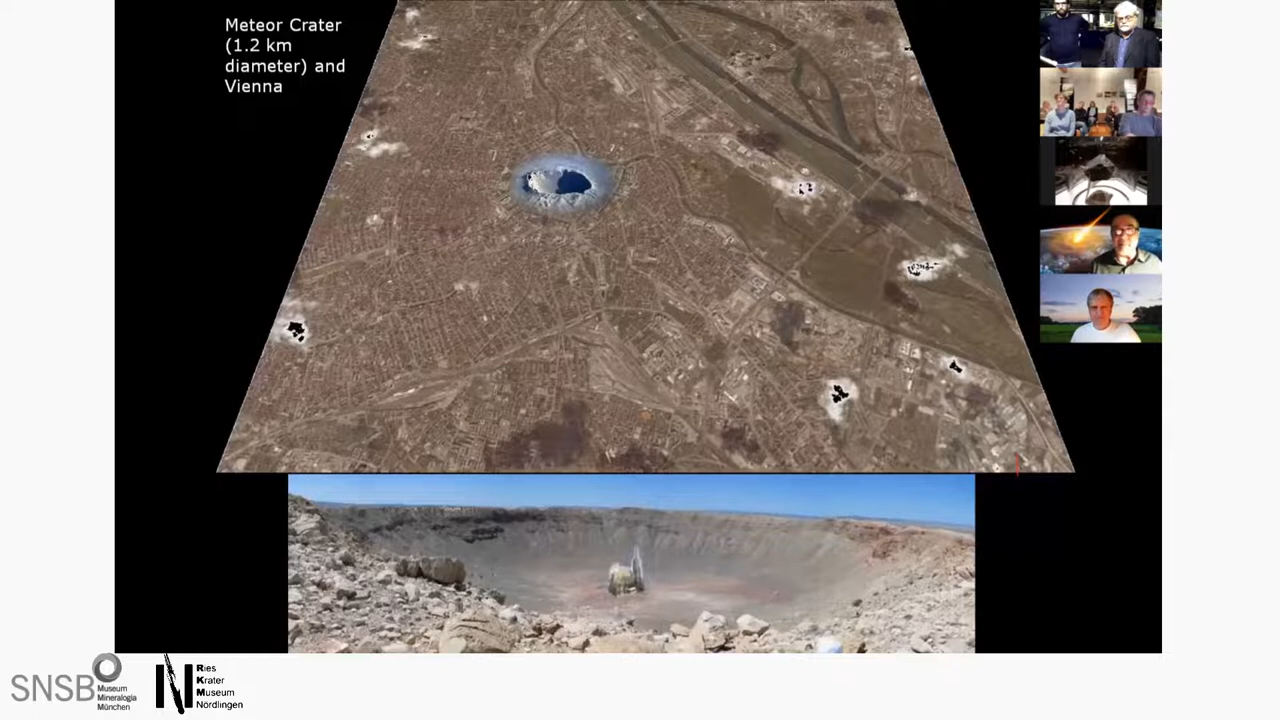 Meteor Crater
(1.2 km
diameter) and
Vienna
SNSB
Museum
Mineralogia
München
N
Ries
Krater
Museum
Nördlingen